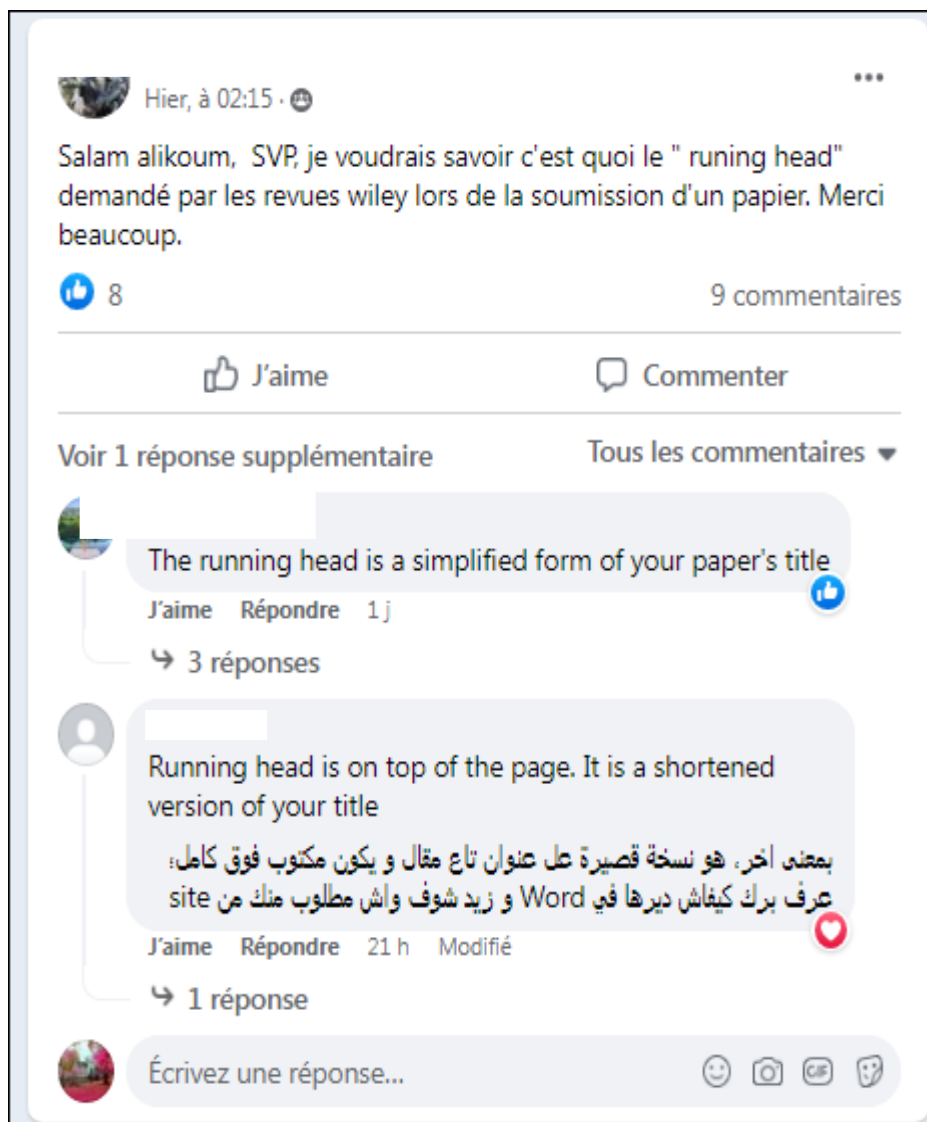 Hier, à 02:15 ·
Salam alikoum, SVP, je voudrais savoir c'est quoi le " runing head"
demandé par les revues wiley lors de la soumission d'un papier. Merci
beaucoup.
8 9 commentaires
J'aime Commenter
Voir 1 réponse supplémentaire Tous les commentaires
The running head is a simplified form of your paper's title
J'aime Répondre 1 j
3 réponses
Running head is on top of the page. It is a shortened
version of your title
بمعنى اخر، هو نسخة قصيرة عل عنوان تاع مقال و يكون مكتوب فوق كامل؛
عرف برك كيفاش ديرها في Word و زيد شوف واش مطلوب منك من site
J'aime Répondre 21 h Modifié
1 réponse
Écrivez une réponse... GIF